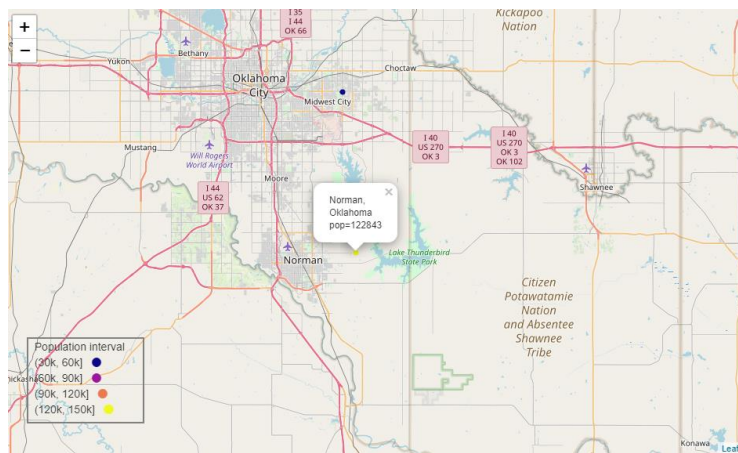 +
−
I 35
I 44
OK 66
Kickapoo
Nation
Bethany
Yukon
Choctaw
Oklahoma
City
Midwest City
Mustang
Will Rogers
World Airport
I 40
US 270
OK 3
I 40
US 270
OK 3
OK 102
Moore
Shawnee
I 44
US 62
OK 37
Norman,
Oklahoma
pop=122843
×
Norman
Lake Thunderbird
State Park
Citizen
Potawatamie
Nation
and Absentee
Shawnee
Tribe
Population interval
(30k, 60k]
(60k, 90k]
(90k, 120k]
(120k, 150k]
Konawa
Leaf